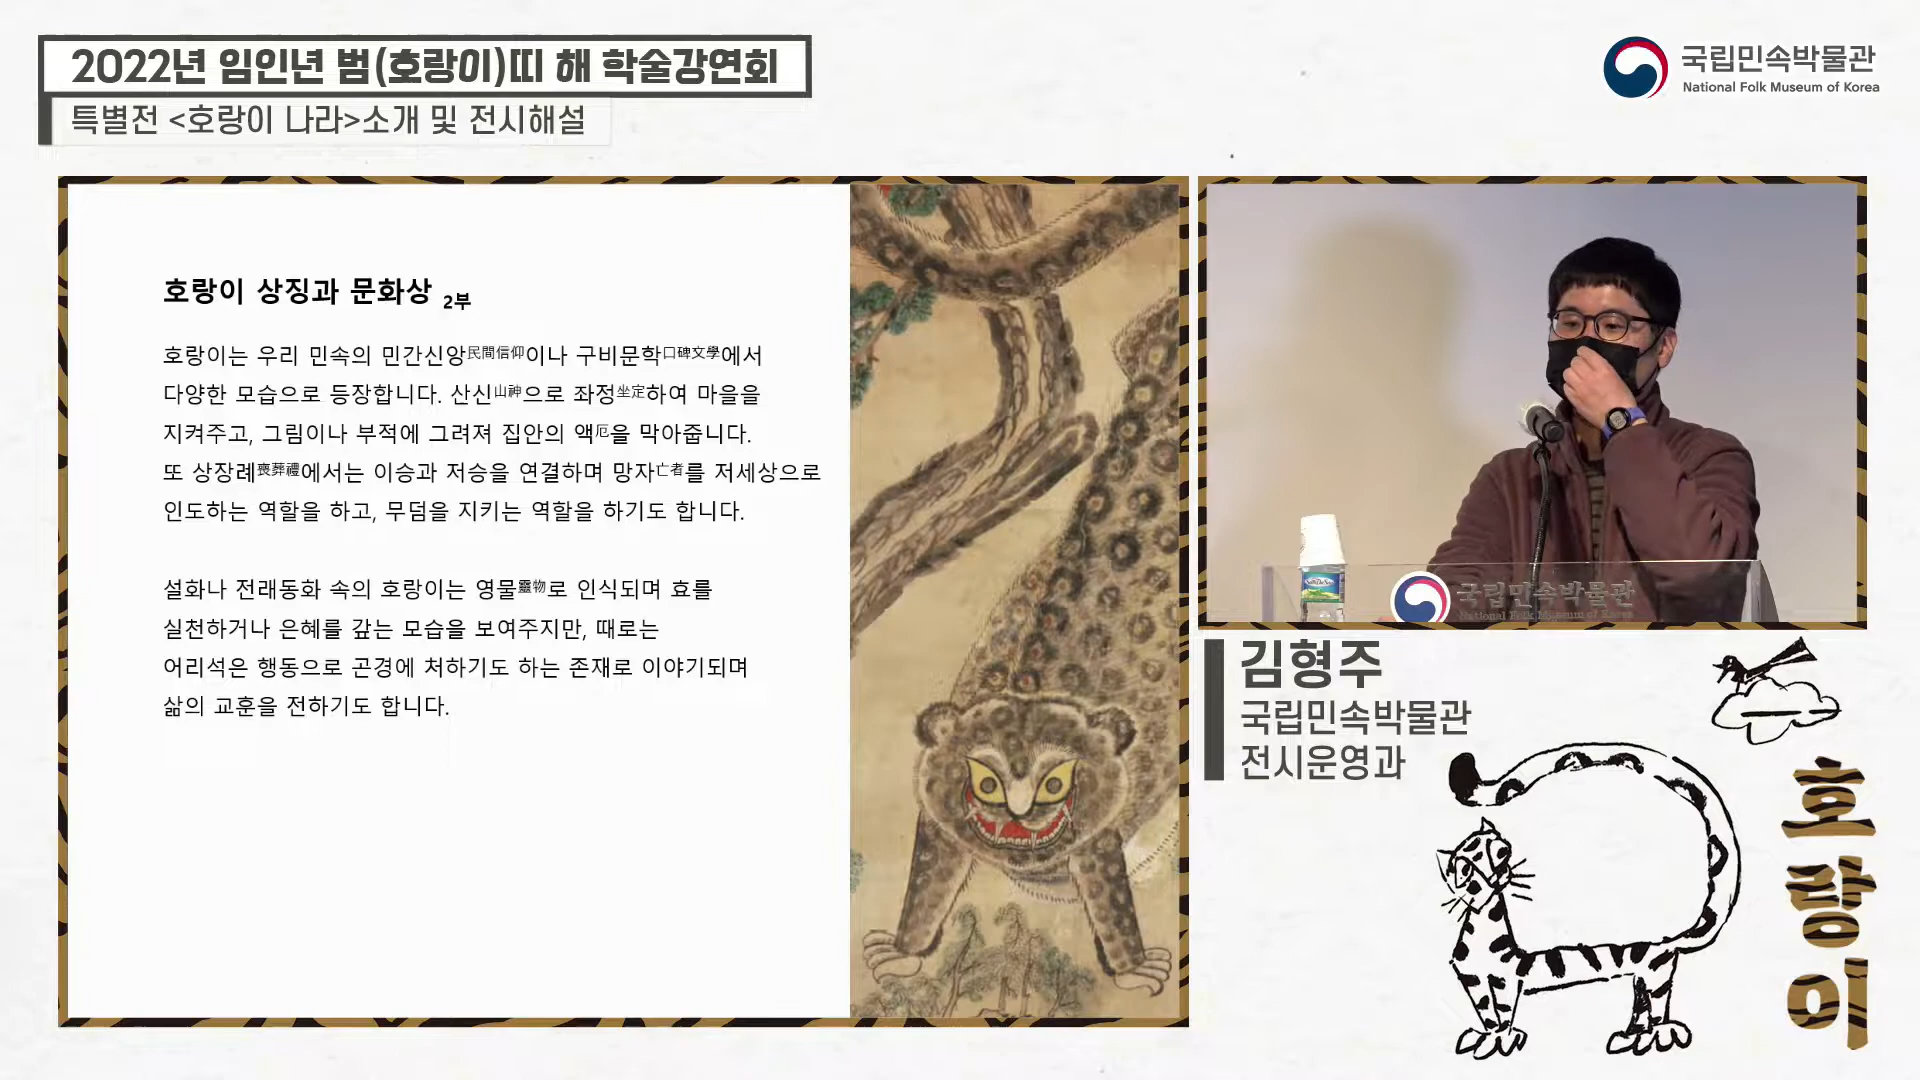 2022년 임인년 범(호랑이)띠 해 학술강연회
특별전 <호랑이 나라>소개 및 전시해설
국립민속박물관
National Folk Museum of Korea
호랑이 상징과 문화상 2부
호랑이는 우리 민속의 민간신앙民間信仰이나 구비문학口碑文學에서
다양한 모습으로 등장합니다. 산신山神으로 좌정坐定하여 마을을
지켜주고, 그림이나 부적에 그려져 집안의 액厄을 막아줍니다.
또 상장례喪葬禮에서는 이승과 저승을 연결하며 망자亡者를 저세상으로
인도하는 역할을 하고, 무덤을 지키는 역할을 하기도 합니다.
설화나 전래동화 속의 호랑이는 영물靈物로 인식되며 효를
실천하거나 은혜를 갚는 모습을 보여주지만, 때로는
어리석은 행동으로 곤경에 처하기도 하는 존재로 이야기되며
삶의 교훈을 전하기도 합니다.
국립민속박물관
National Folk Museum of Korea
김형주
국립민속박물관
전시운영과
호랑이